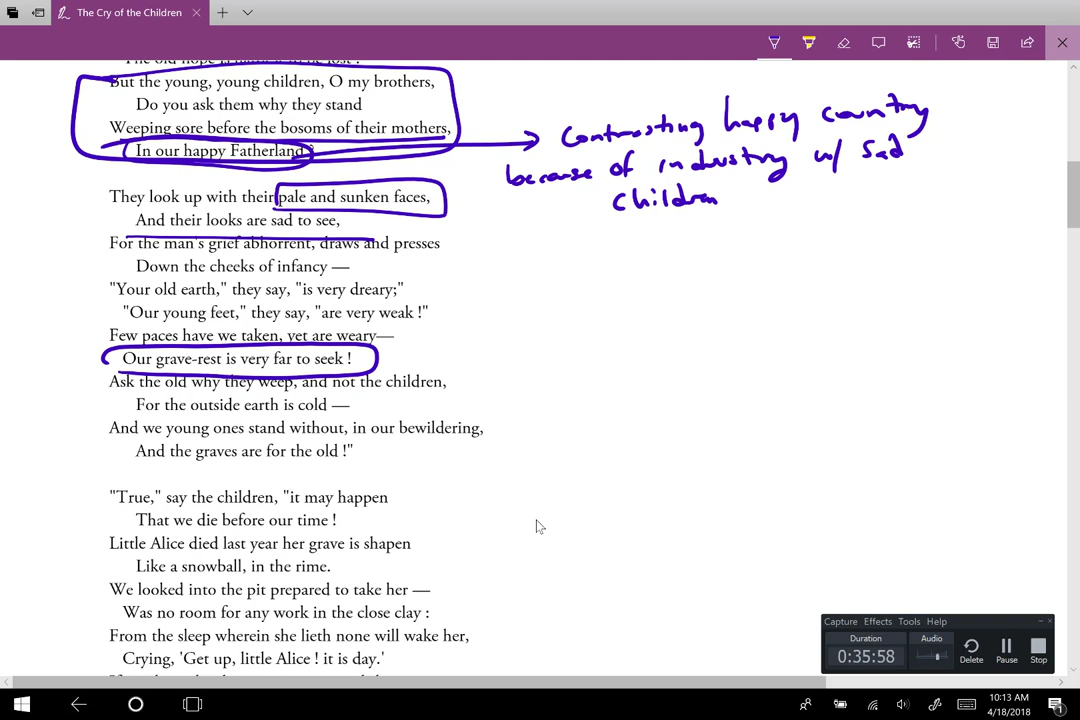 The Cry of the Children
The old hope is hardest to be lost :
But the young, young children, O my brothers,
Do you ask them why they stand
Weeping sore before the bosoms of their mothers,
In our happy Fatherland ?
Contrasting happy country
because of industry w/ sad
children
They look up with their pale and sunken faces,
And their looks are sad to see,
For the man's grief abhorrent, draws and presses
Down the cheeks of infancy —
"Your old earth," they say, "is very dreary;"
"Our young feet," they say, "are very weak !"
Few paces have we taken, yet are weary—
Our grave-rest is very far to seek !
Ask the old why they weep, and not the children,
For the outside earth is cold —
And we young ones stand without, in our bewildering,
And the graves are for the old !"
"True," say the children, "it may happen
That we die before our time !
Little Alice died last year her grave is shapen
Like a snowball, in the rime.
We looked into the pit prepared to take her —
Was no room for any work in the close clay :
From the sleep wherein she lieth none will wake her,
Crying, 'Get up, little Alice ! it is day.'
Capture Effects Tools Help
Duration
Audio
0:35:58
Delete Pause Stop
10:13 AM
4/18/2018